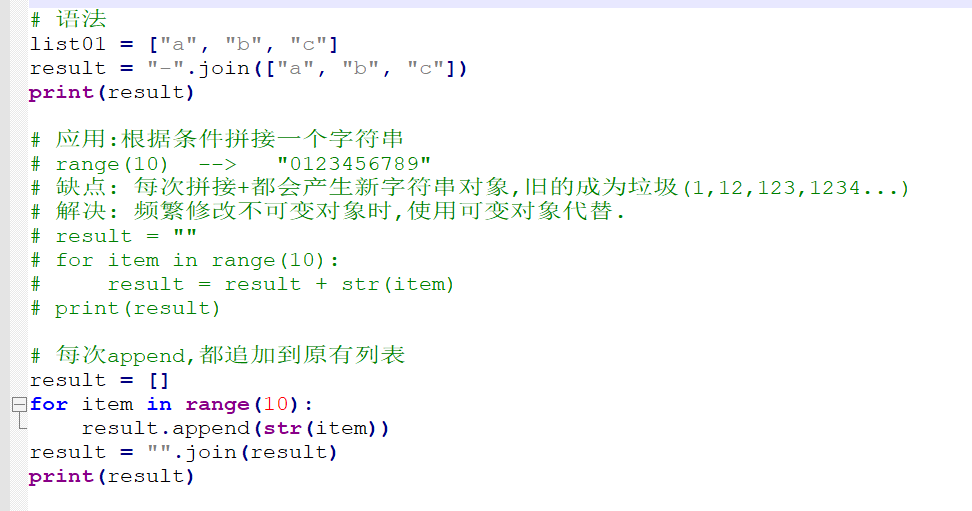 # 语法
list01 = ["a", "b", "c"]
result = "-".join(["a", "b", "c"])
print(result)

# 应用:根据条件拼接一个字符串
# range(10)  -->   "0123456789"
# 缺点: 每次拼接+都会产生新字符串对象,旧的成为垃圾(1,12,123,1234...)
# 解决: 频繁修改不可变对象时,使用可变对象代替.
# result = ""
# for item in range(10):
#     result = result + str(item)
# print(result)

# 每次append,都追加到原有列表
result = []
for item in range(10):
    result.append(str(item))
result = "".join(result)
print(result)